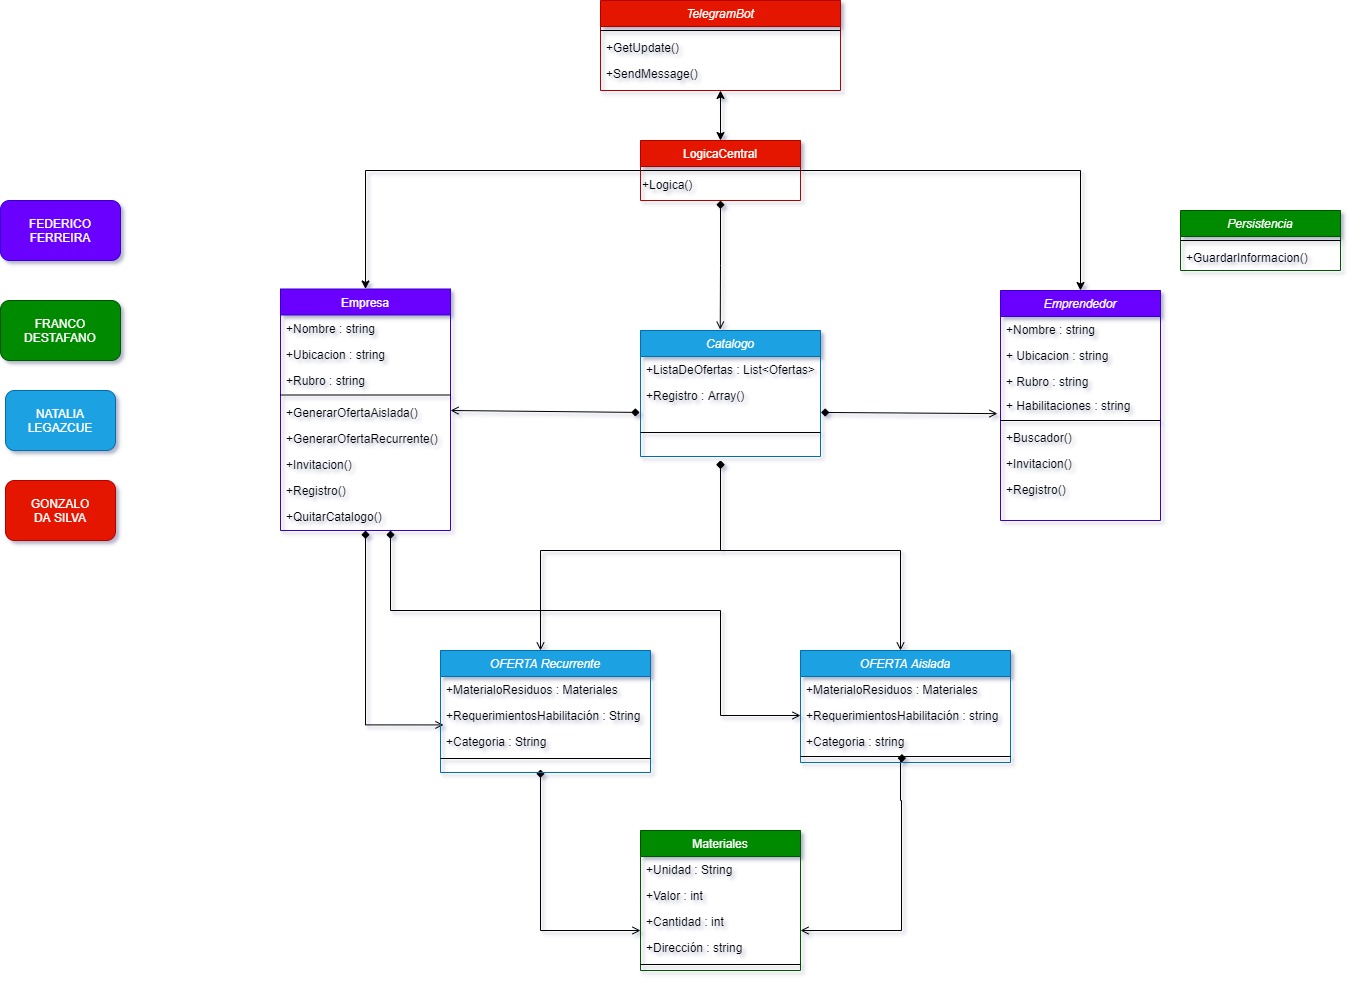 TelegramBot
+GetUpdate()
+SendMessage()
LogicaCentral
+Logica()
FEDERICO
FERREIRA
FRANCO
DESTAFANO
NATALIA
LEGAZCUE
GONZALO
DA SILVA
Persistencia
+GuardarInformacion()
Empresa
+Nombre : string
+Ubicacion : string
+Rubro : string
+GenerarOfertaAislada()
+GenerarOfertaRecurrente()
+Invitacion()
+Registro()
+QuitarCatalogo()
Catalogo
+ListaDeOfertas : List<Ofertas>
+Registro : Array()
Emprendedor
+Nombre : string
+ Ubicacion : string
+ Rubro : string
+ Habilitaciones : string
+Buscador()
+Invitacion()
+Registro()
OFERTA Recurrente
+MaterialoResiduos : Materiales
+RequerimientosHabilitación : String
+Categoria : String
OFERTA Aislada
+MaterialoResiduos : Materiales
+RequerimientosHabilitación : string
+Categoria : string
Materiales
+Unidad : String
+Valor : int
+Cantidad : int
+Dirección : string